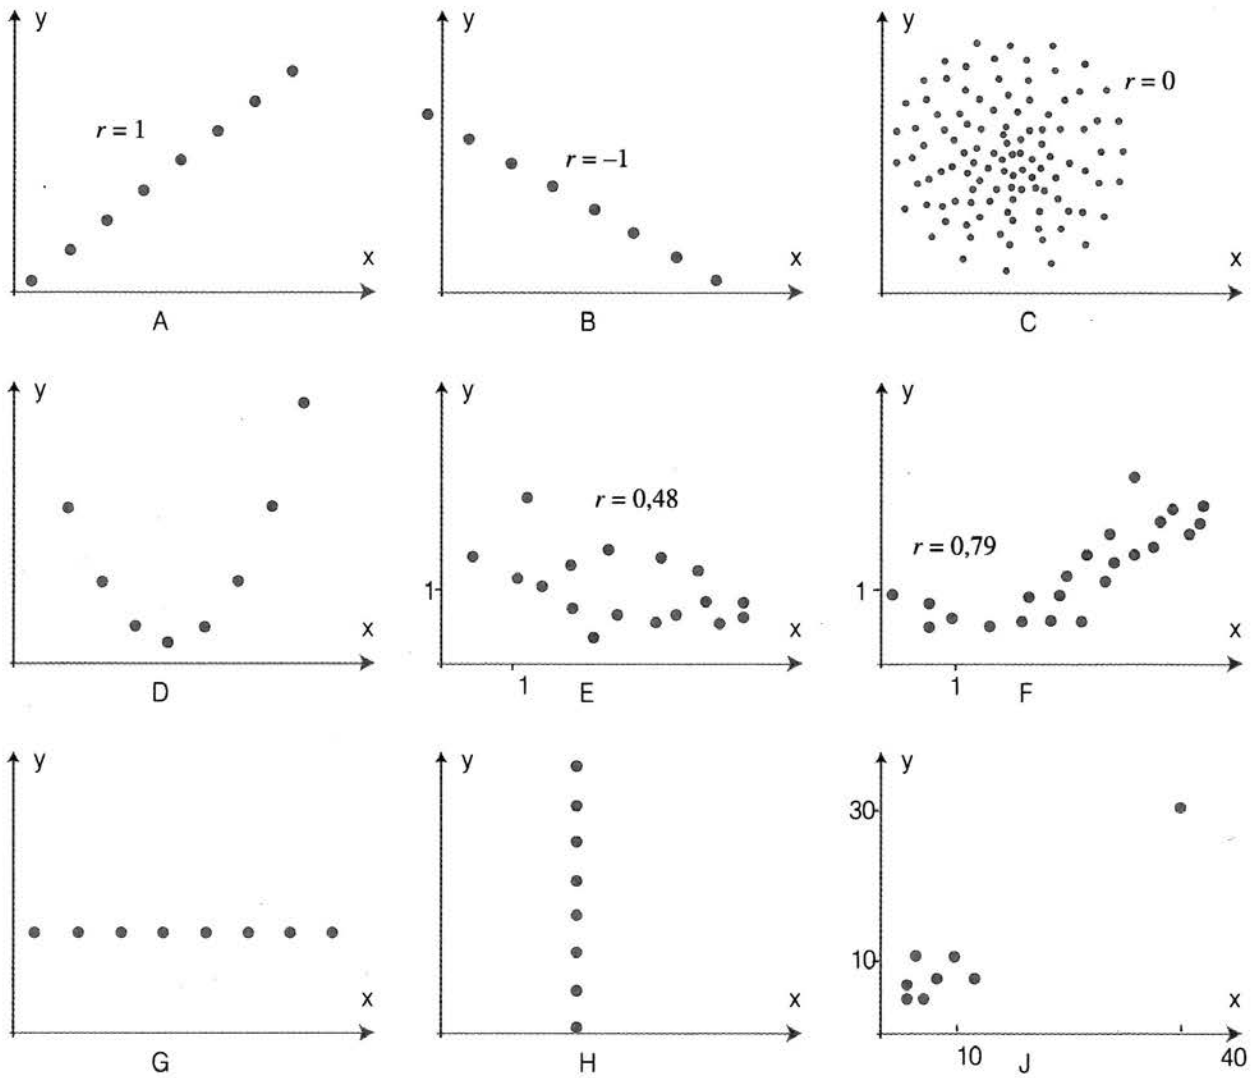 y
r = 1
x
A
y
r = –1
x
B
y
r = 0
x
C
y
x
D
y
r = 0,48
1
x
1
E
y
r = 0,79
1
x
1
F
y
x
G
y
x
H
y
30
10
x
10
J
40